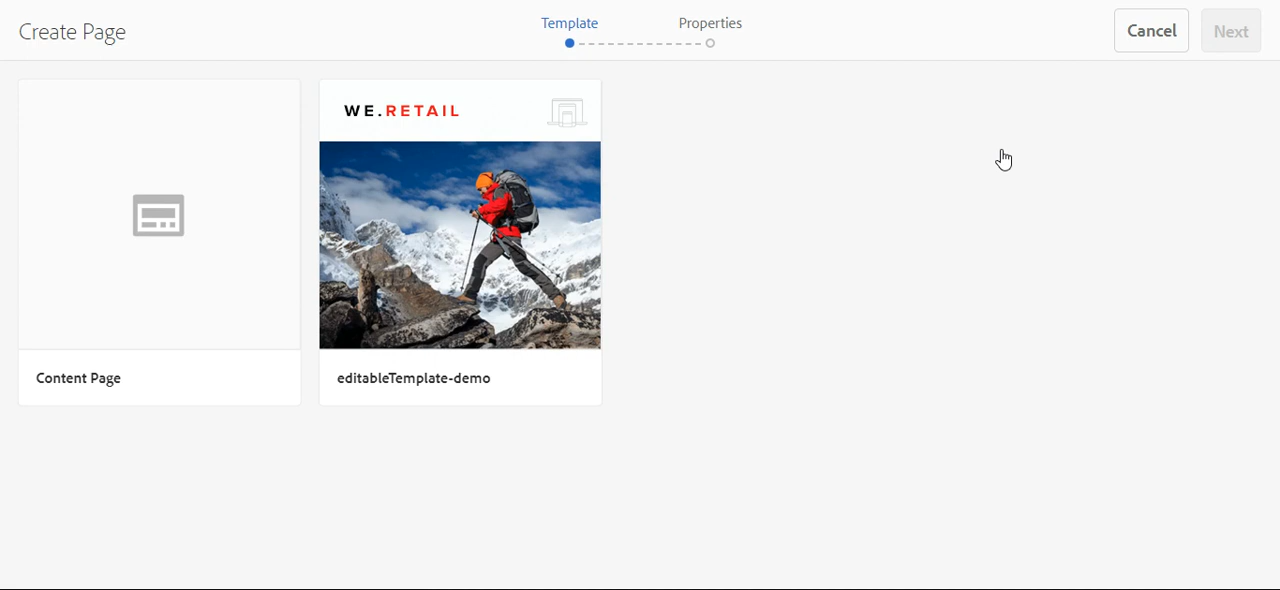 Create Page
Template
Properties
Cancel
Next
WE.RETAIL
Content Page
editableTemplate-demo